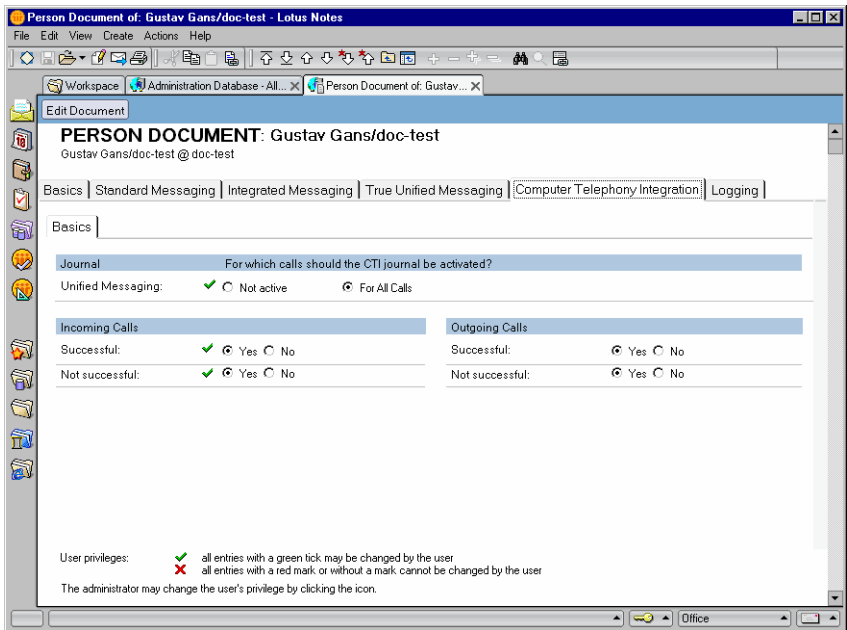 Person Document of: Gustav Gans/doc-test - Lotus Notes
File Edit View Create Actions Help
Workspace Administration Database - All... Person Document of: Gustav...
Edit Document
PERSON DOCUMENT: Gustav Gans/doc-test
Gustav Gans/doc-test @ doc-test
Basics Standard Messaging Integrated Messaging True Unified Messaging Computer Telephony Integration Logging
Basics
Journal For which calls should the CTI journal be activated?
Unified Messaging: Not active For All Calls
Incoming Calls Outgoing Calls
Successful: Yes No Successful: Yes No
Not successful: Yes No Not successful: Yes No
User privileges: all entries with a green tick may be changed by the user
all entries with a red mark or without a mark cannot be changed by the user
The administrator may change the user's privilege by clicking the icon.
Office